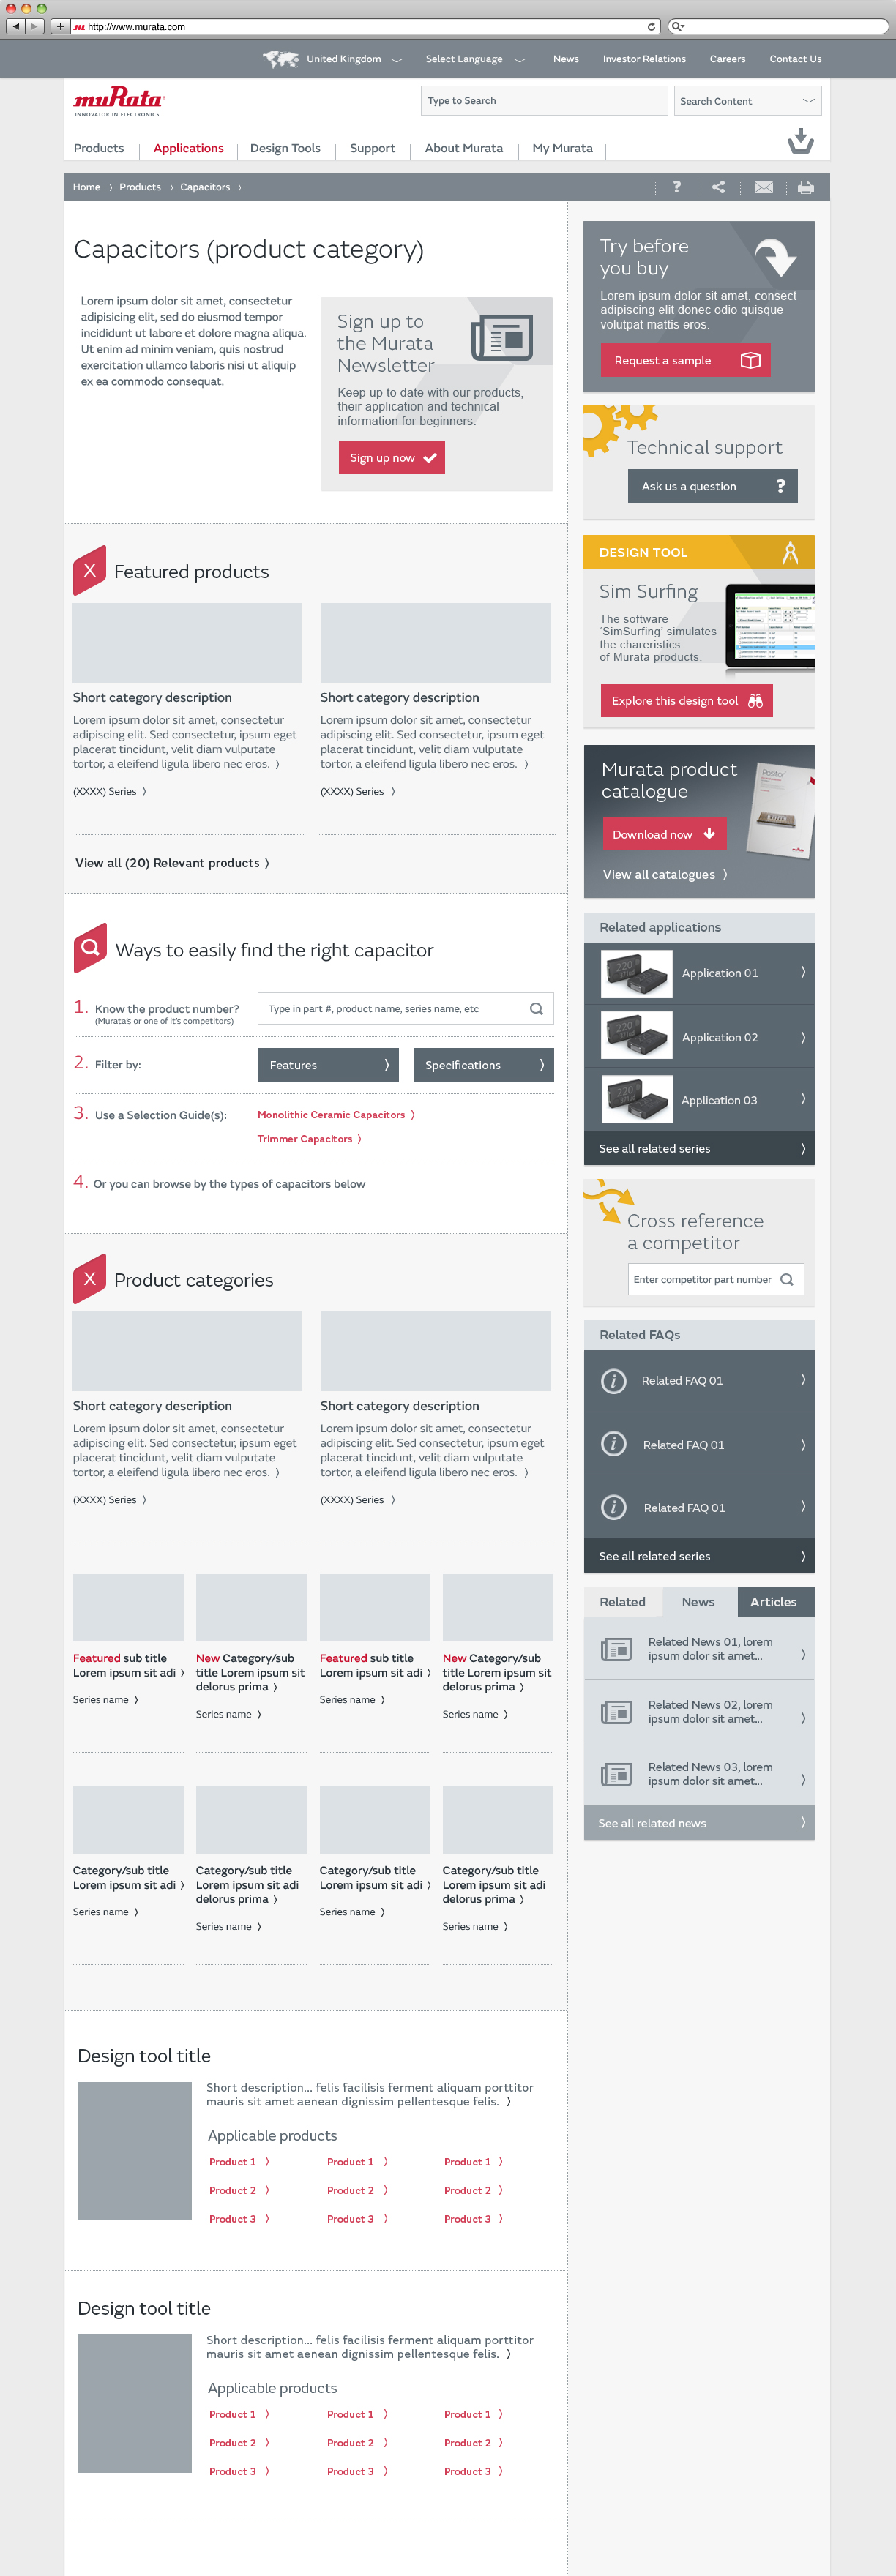 http://www.murata.com
United Kingdom
Select Language
News
Investor Relations
Careers
Contact Us
muRata
INNOVATOR IN ELECTRONICS
Type to Search
Search Content
Products
Applications
Design Tools
Support
About Murata
My Murata
Home
Products
Capacitors
?
Capacitors (product category)
Lorem ipsum dolor sit amet, consectetur
adipisicing elit, sed do eiusmod tempor
incididunt ut labore et dolore magna aliqua.
Ut enim ad minim veniam, quis nostrud
exercitation ullamco laboris nisi ut aliquip
ex ea commodo consequat.
Sign up to
the Murata
Newsletter
Keep up to date with our products,
their application and technical
information for beginners.
Sign up now
X
Featured products
Short category description
Lorem ipsum dolor sit amet, consectetur
adipiscing elit. Sed consectetur, ipsum eget
placerat tincidunt, velit diam vulputate
tortor, a eleifend ligula libero nec eros.
(XXXX) Series
Short category description
Lorem ipsum dolor sit amet, consectetur
adipiscing elit. Sed consectetur, ipsum eget
placerat tincidunt, velit diam vulputate
tortor, a eleifend ligula libero nec eros.
(XXXX) Series
View all (20) Relevant products
Ways to easily find the right capacitor
1. Know the product number?
(Murata's or one of it's competitors)
Type in part #, product name, series name, etc
2. Filter by:
Features
Specifications
3. Use a Selection Guide(s):
Monolithic Ceramic Capacitors
Trimmer Capacitors
4. Or you can browse by the types of capacitors below
X
Product categories
Short category description
Lorem ipsum dolor sit amet, consectetur
adipiscing elit. Sed consectetur, ipsum eget
placerat tincidunt, velit diam vulputate
tortor, a eleifend ligula libero nec eros.
(XXXX) Series
Short category description
Lorem ipsum dolor sit amet, consectetur
adipiscing elit. Sed consectetur, ipsum eget
placerat tincidunt, velit diam vulputate
tortor, a eleifend ligula libero nec eros.
(XXXX) Series
Featured sub title
Lorem ipsum sit adi
Series name
New Category/sub
title Lorem ipsum sit
delorus prima
Series name
Featured sub title
Lorem ipsum sit adi
Series name
New Category/sub
title Lorem ipsum sit
delorus prima
Series name
Category/sub title
Lorem ipsum sit adi
Series name
Category/sub title
Lorem ipsum sit adi
delorus prima
Series name
Category/sub title
Lorem ipsum sit adi
Series name
Category/sub title
Lorem ipsum sit adi
delorus prima
Series name
Design tool title
Short description... felis facilisis ferment aliquam porttitor
mauris sit amet aenean dignissim pellentesque felis.
Applicable products
Product 1
Product 1
Product 1
Product 2
Product 2
Product 2
Product 3
Product 3
Product 3
Design tool title
Short description... felis facilisis ferment aliquam porttitor
mauris sit amet aenean dignissim pellentesque felis.
Applicable products
Product 1
Product 1
Product 1
Product 2
Product 2
Product 2
Product 3
Product 3
Product 3
Try before
you buy
Lorem ipsum dolor sit amet, consect
adipiscing elit donec odio quisque
volutpat mattis eros.
Request a sample
Technical support
Ask us a question
?
DESIGN TOOL
Sim Surfing
The software
'SimSurfing' simulates
the chareristics
of Murata products.
Explore this design tool
Murata product
catalogue
Positor
Download now
View all catalogues
Related applications
220
Application 01
220
Application 02
220
Application 03
See all related series
Cross reference
a competitor
Enter competitor part number
Related FAQs
i
Related FAQ 01
i
Related FAQ 01
i
Related FAQ 01
See all related series
Related
News
Articles
Related News 01, lorem
ipsum dolor sit amet...
Related News 02, lorem
ipsum dolor sit amet...
Related News 03, lorem
ipsum dolor sit amet...
See all related news